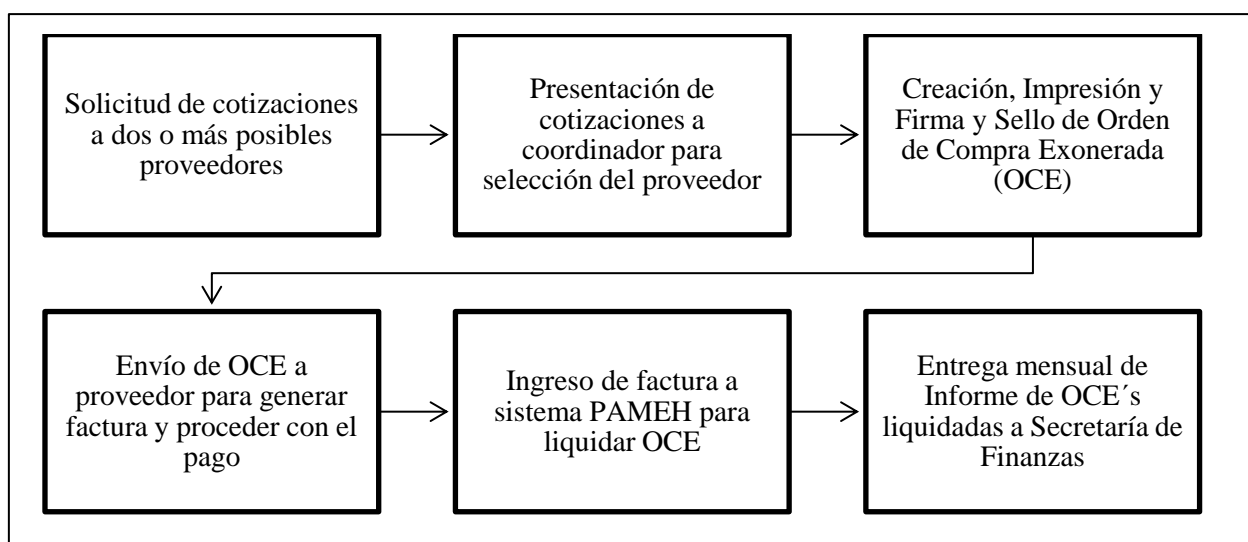 Solicitud de cotizaciones
a dos o más posibles
proveedores
Presentación de
cotizaciones a
coordinador para
selección del proveedor
Creación, Impresión y
Firma y Sello de Orden
de Compra Exonerada
(OCE)
Envío de OCE a
proveedor para generar
factura y proceder con el
pago
Ingreso de factura a
sistema PAMEH para
liquidar OCE
Entrega mensual de
Informe de OCE´s
liquidadas a Secretaría de
Finanzas